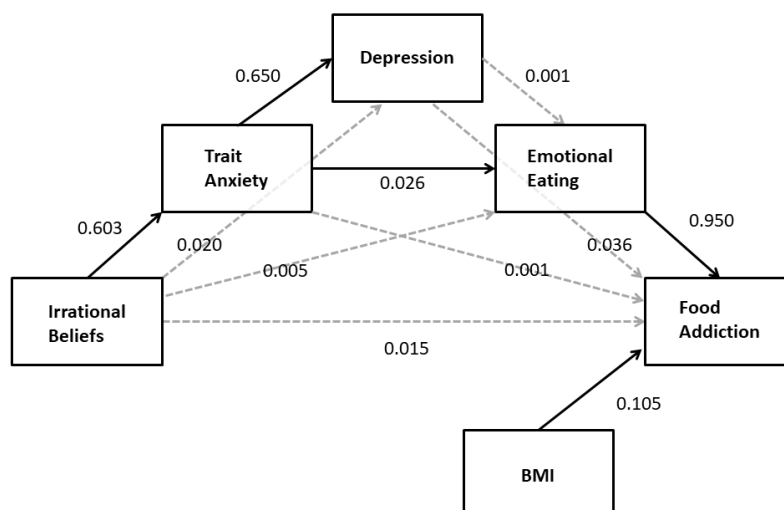 Depression
0.650
0.001
Trait
Anxiety
Emotional
Eating
0.026
0.603
0.020
0.005
0.001
0.036
0.950
Irrational
Beliefs
Food
Addiction
0.015
0.105
BMI